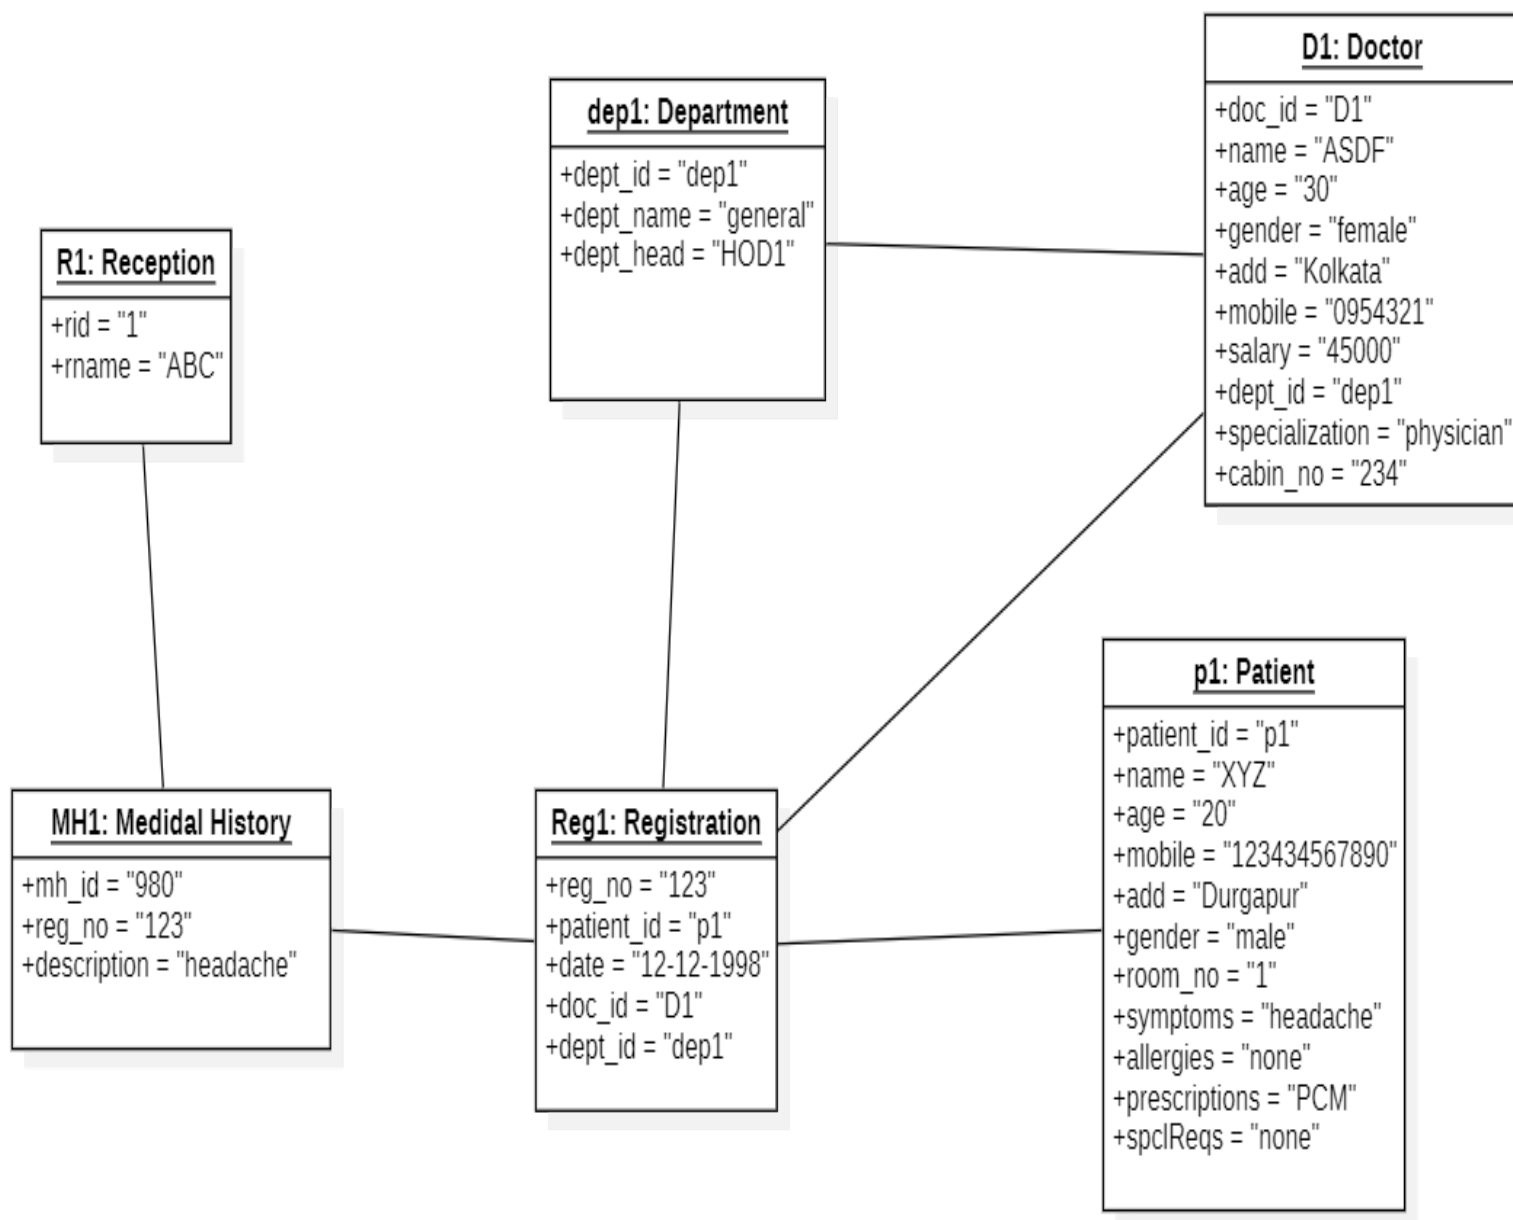 D1: Doctor
+doc_id = "D1"
+name = "ASDF"
+age = "30"
+gender = "female"
+add = "Kolkata"
+mobile = "0954321"
+salary = "45000"
+dept_id = "dep1"
+specialization = "physician"
+cabin_no = "234"
dep1: Department
+dept_id = "dep1"
+dept_name = "general"
+dept_head = "HOD1"
R1: Reception
+rid = "1"
+rname = "ABC"
MH1: Medidal History
+mh_id = "980"
+reg_no = "123"
+description = "headache"
Reg1: Registration
+reg_no = "123"
+patient_id = "p1"
+date = "12-12-1998"
+doc_id = "D1"
+dept_id = "dep1"
p1: Patient
+patient_id = "p1"
+name = "XYZ"
+age = "20"
+mobile = "123434567890"
+add = "Durgapur"
+gender = "male"
+room_no = "1"
+symptoms = "headache"
+allergies = "none"
+prescriptions = "PCM"
+spclReqs = "none"